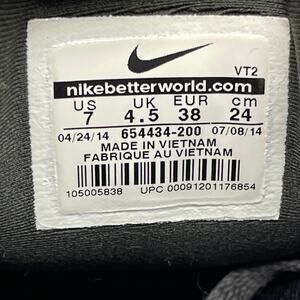 VT2
nikebetterworld.com
US UK EUR cm
7 4.5 38 24
04/24/14 654434-200 07/08/14
MADE IN VIETNAM
FABRIQUE AU VIETNAM
105005838 UPC 00091201176854